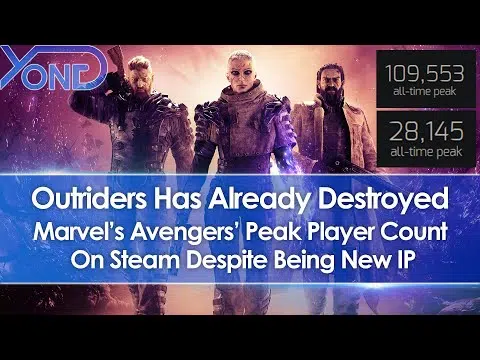 YONG
109,553
all-time peak
28,145
all-time peak
Outriders Has Already Destroyed
Marvel's Avengers' Peak Player Count
On Steam Despite Being New IP